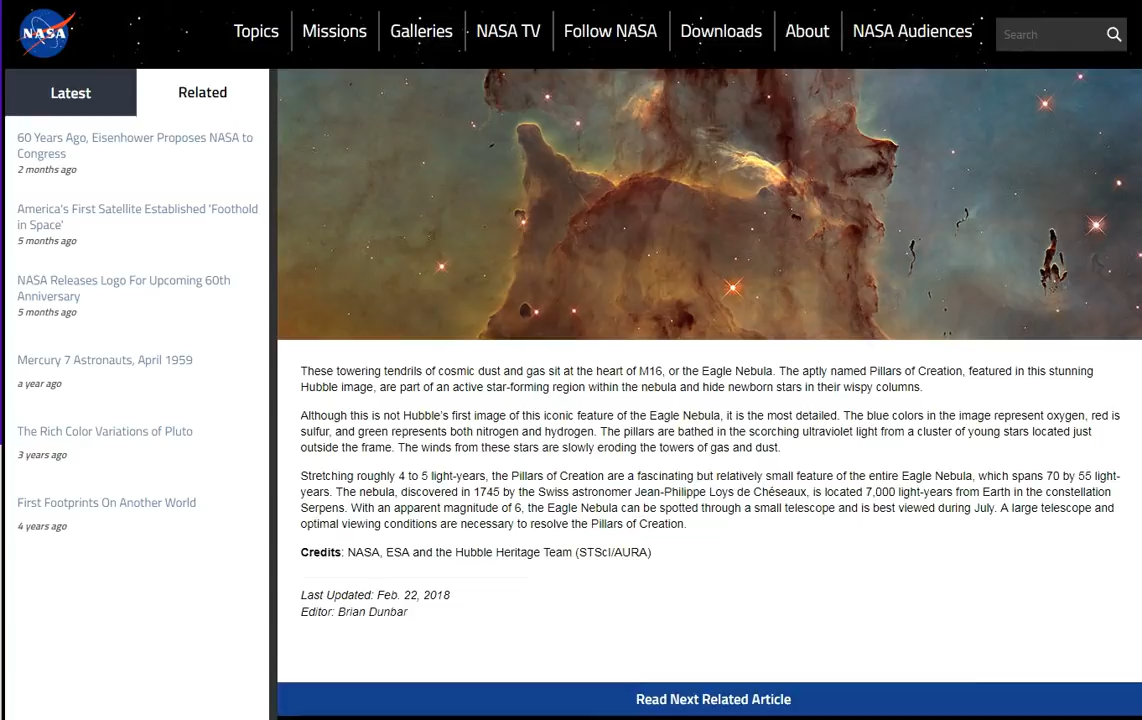 NASA
Topics
Missions
Galleries
NASA TV
Follow NASA
Downloads
About
NASA Audiences
Search
Latest
Related
60 Years Ago, Eisenhower Proposes NASA to
Congress
2 months ago
America's First Satellite Established 'Foothold
in Space'
5 months ago
NASA Releases Logo For Upcoming 60th
Anniversary
5 months ago
Mercury 7 Astronauts, April 1959
a year ago
The Rich Color Variations of Pluto
3 years ago
First Footprints On Another World
4 years ago
These towering tendrils of cosmic dust and gas sit at the heart of M16, or the Eagle Nebula. The aptly named Pillars of Creation, featured in this stunning
Hubble image, are part of an active star-forming region within the nebula and hide newborn stars in their wispy columns.
Although this is not Hubble's first image of this iconic feature of the Eagle Nebula, it is the most detailed. The blue colors in the image represent oxygen, red is
sulfur, and green represents both nitrogen and hydrogen. The pillars are bathed in the scorching ultraviolet light from a cluster of young stars located just
outside the frame. The winds from these stars are slowly eroding the towers of gas and dust.
Stretching roughly 4 to 5 light-years, the Pillars of Creation are a fascinating but relatively small feature of the entire Eagle Nebula, which spans 70 by 55 light-
years. The nebula, discovered in 1745 by the Swiss astronomer Jean-Philippe Loys de Chéseaux, is located 7,000 light-years from Earth in the constellation
Serpens. With an apparent magnitude of 6, the Eagle Nebula can be spotted through a small telescope and is best viewed during July. A large telescope and
optimal viewing conditions are necessary to resolve the Pillars of Creation.
Credits: NASA, ESA and the Hubble Heritage Team (STScI/AURA)
Last Updated: Feb. 22, 2018
Editor: Brian Dunbar
Read Next Related Article